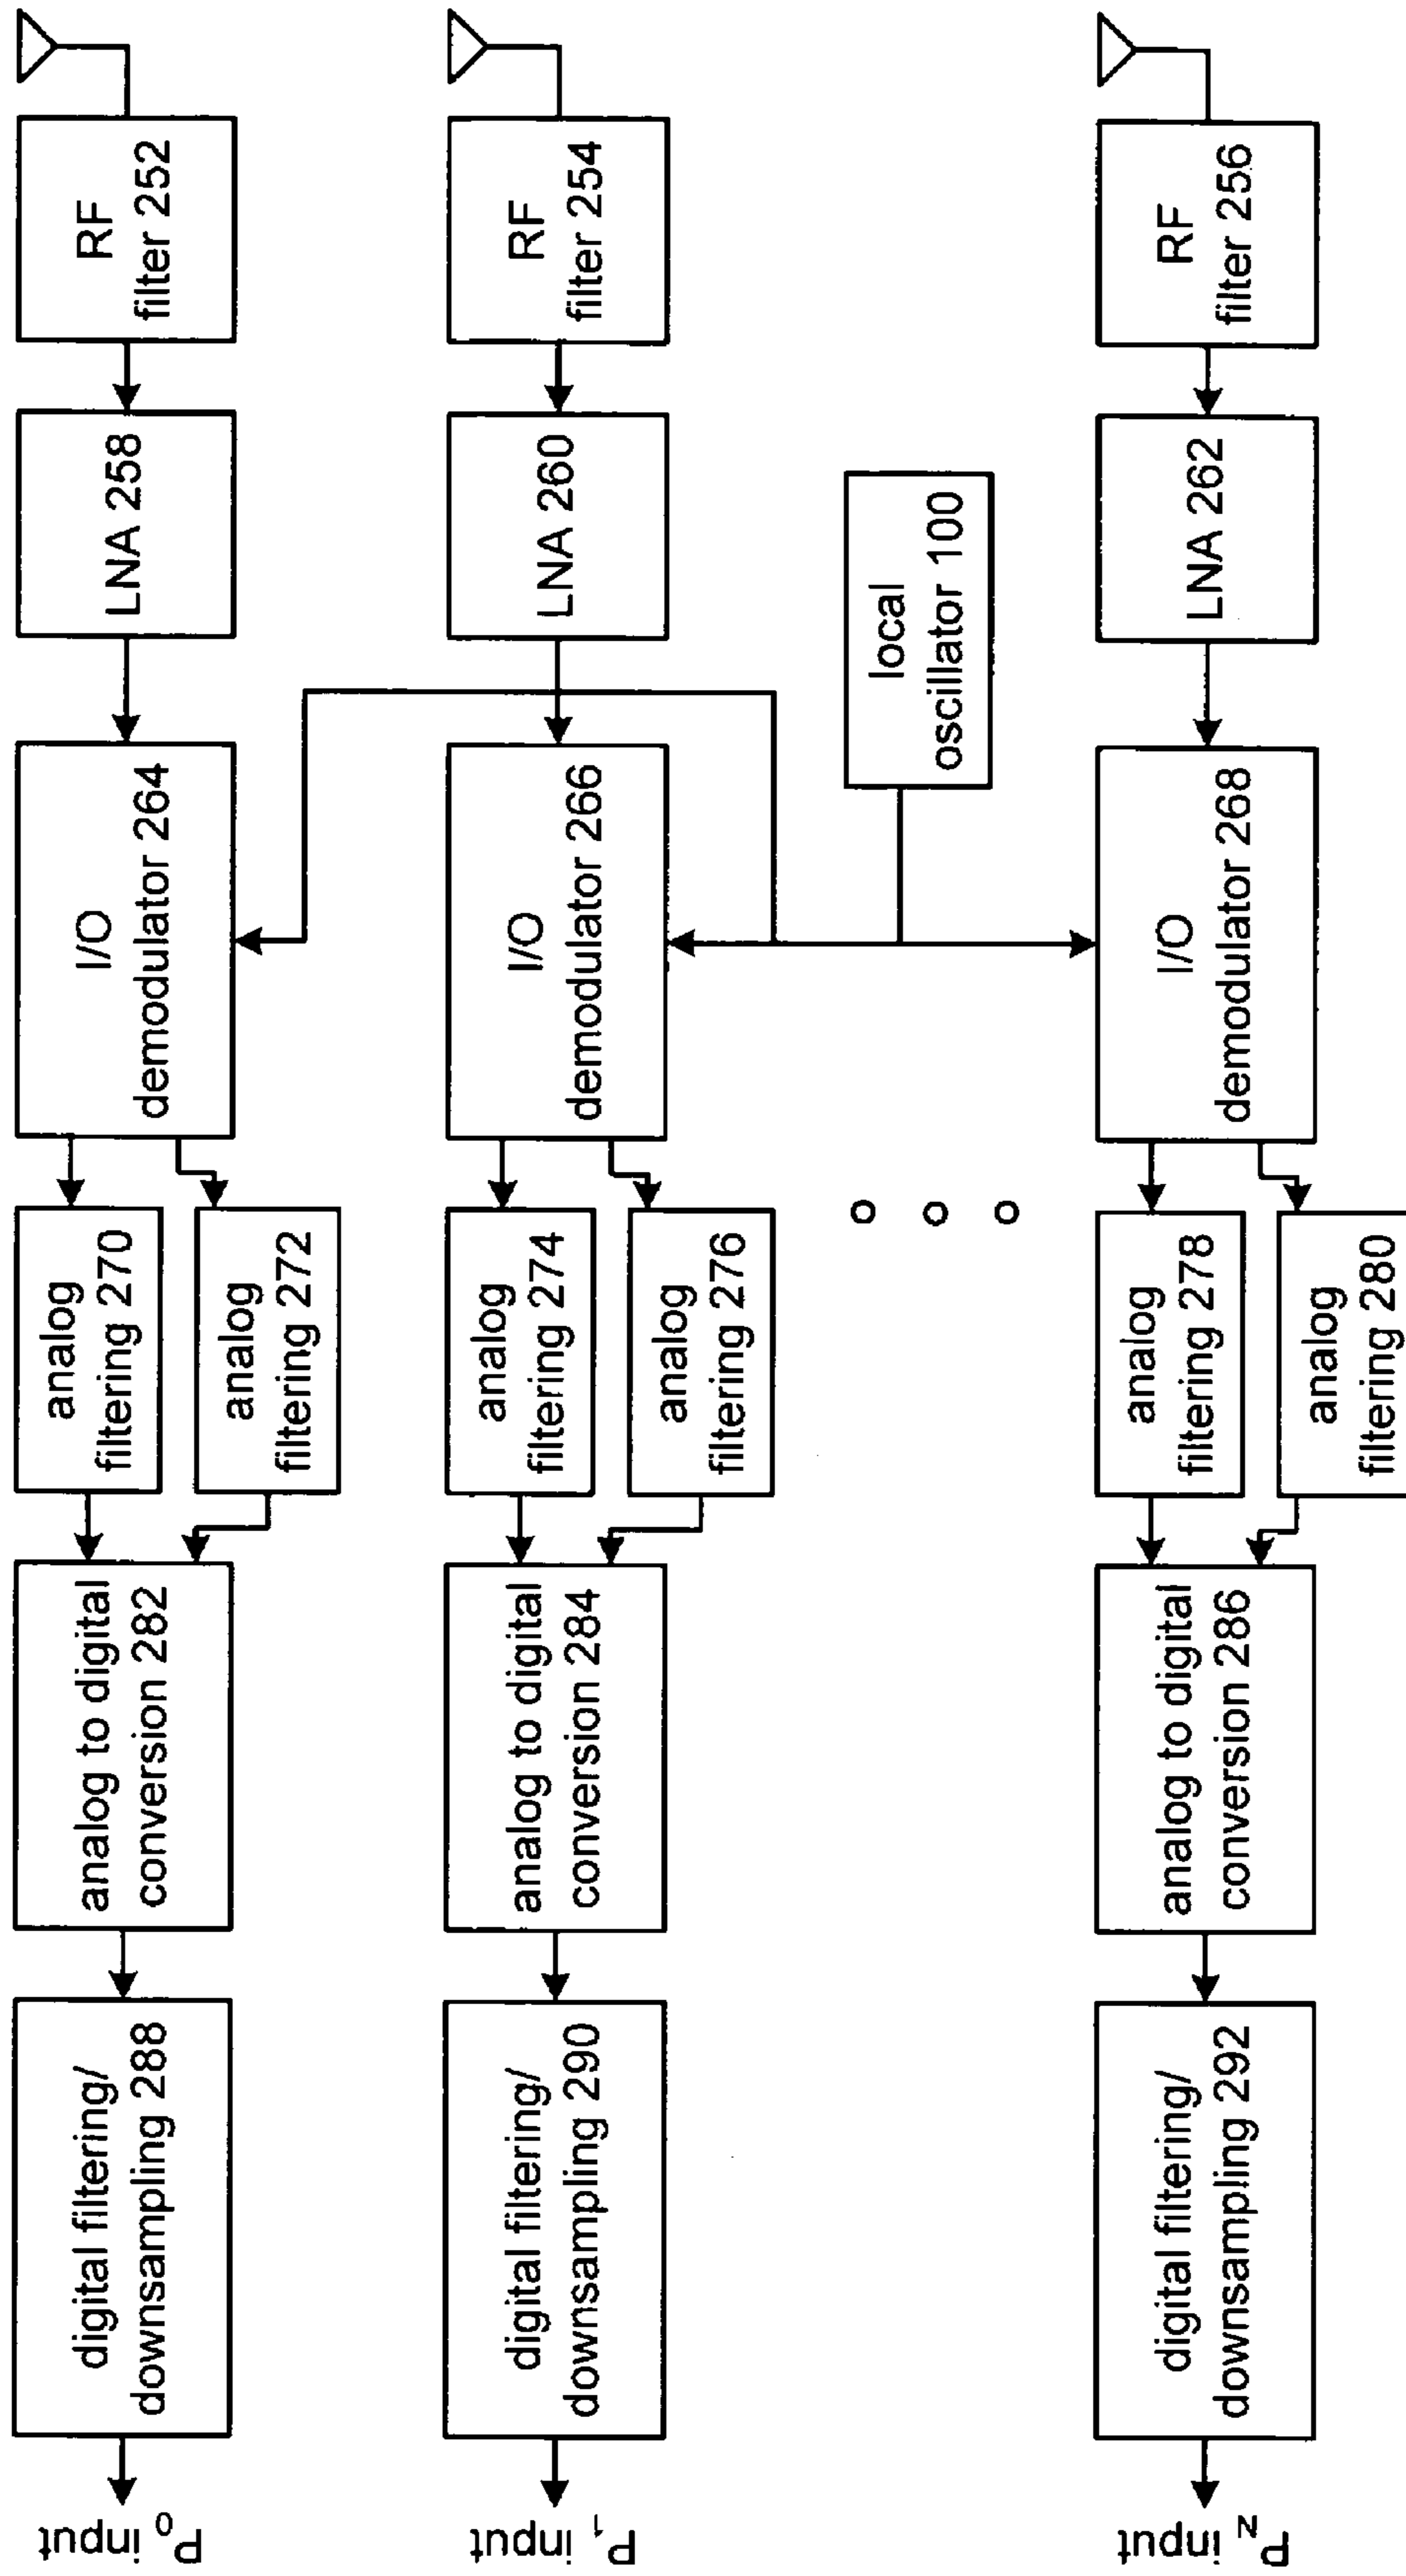 RF
filter 252
LNA 258
I/O
demodulator 264
analog
filtering 270
analog
filtering 272
analog to digital
conversion 282
digital filtering/
downsampling 288
P0 input
RF
filter 254
LNA 260
I/O
demodulator 266
analog
filtering 274
analog
filtering 276
analog to digital
conversion 284
digital filtering/
downsampling 290
P1 input
local
oscillator 100
RF
filter 256
LNA 262
I/O
demodulator 268
analog
filtering 278
analog
filtering 280
analog to digital
conversion 286
digital filtering/
downsampling 292
PN input